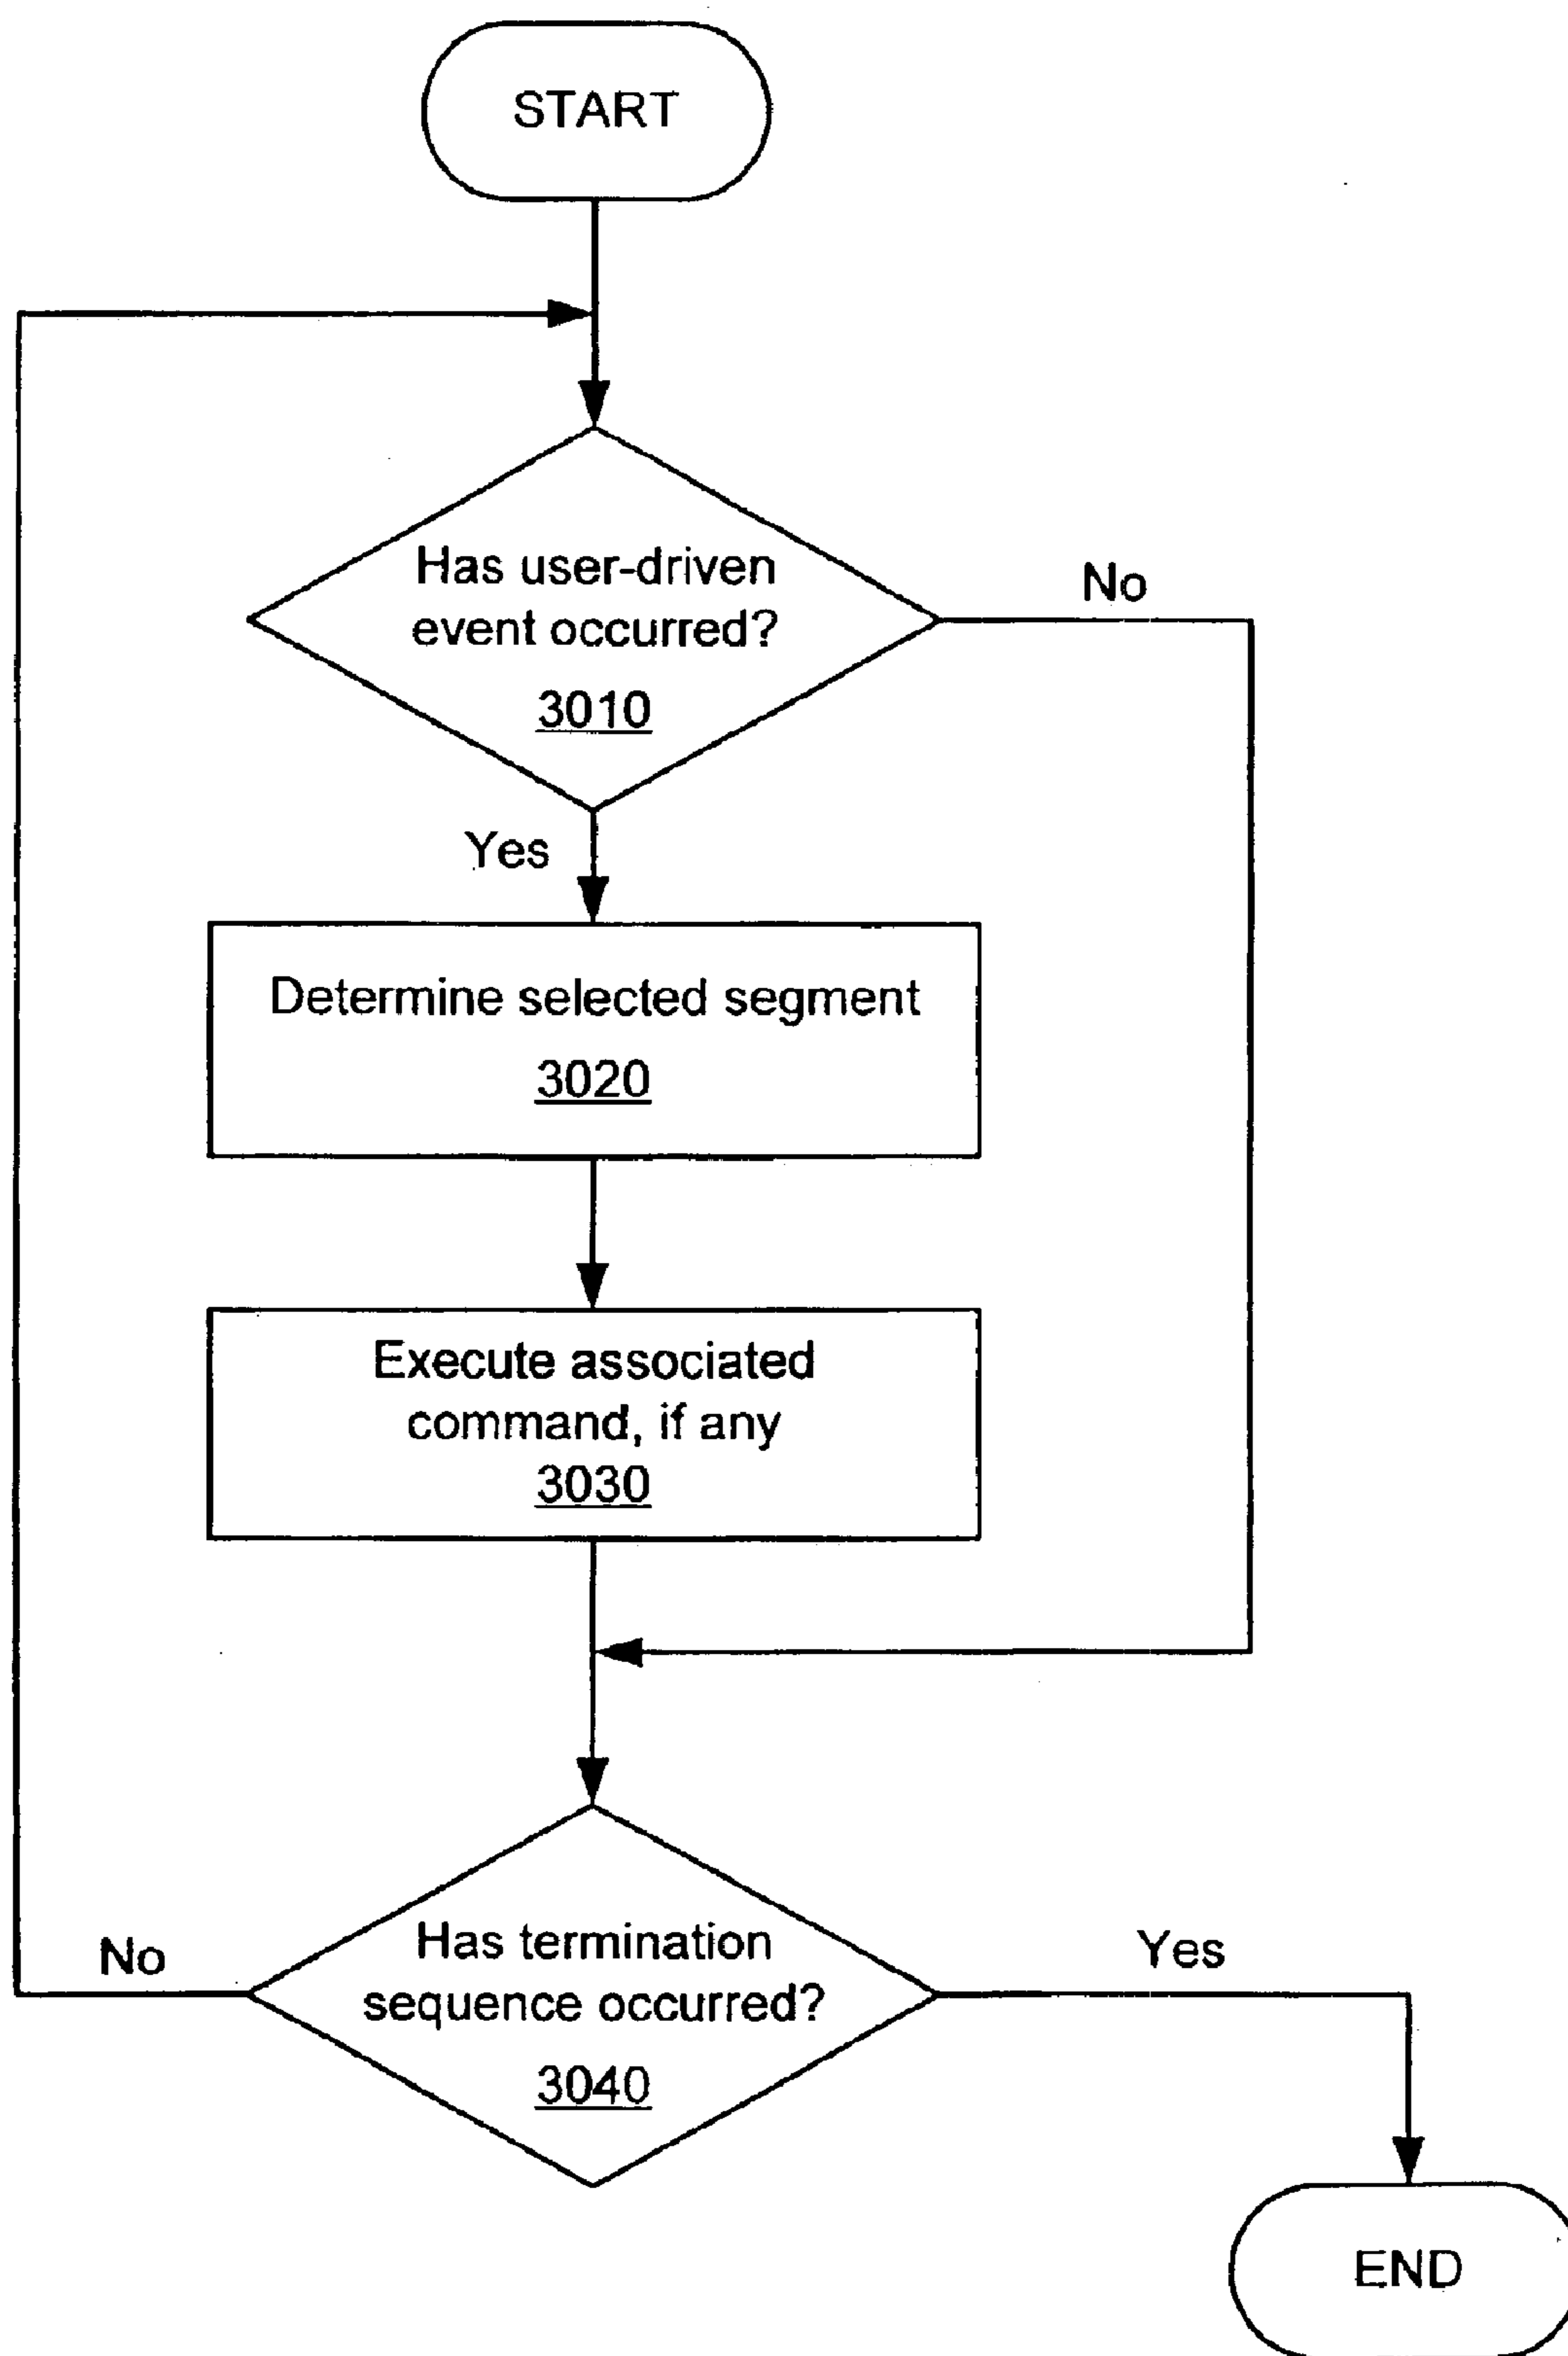 START
Has user-driven
event occurred?
3010
No
Yes
Determine selected segment
3020
Execute associated
command, if any
3030
Has termination
sequence occurred?
3040
No
Yes
END